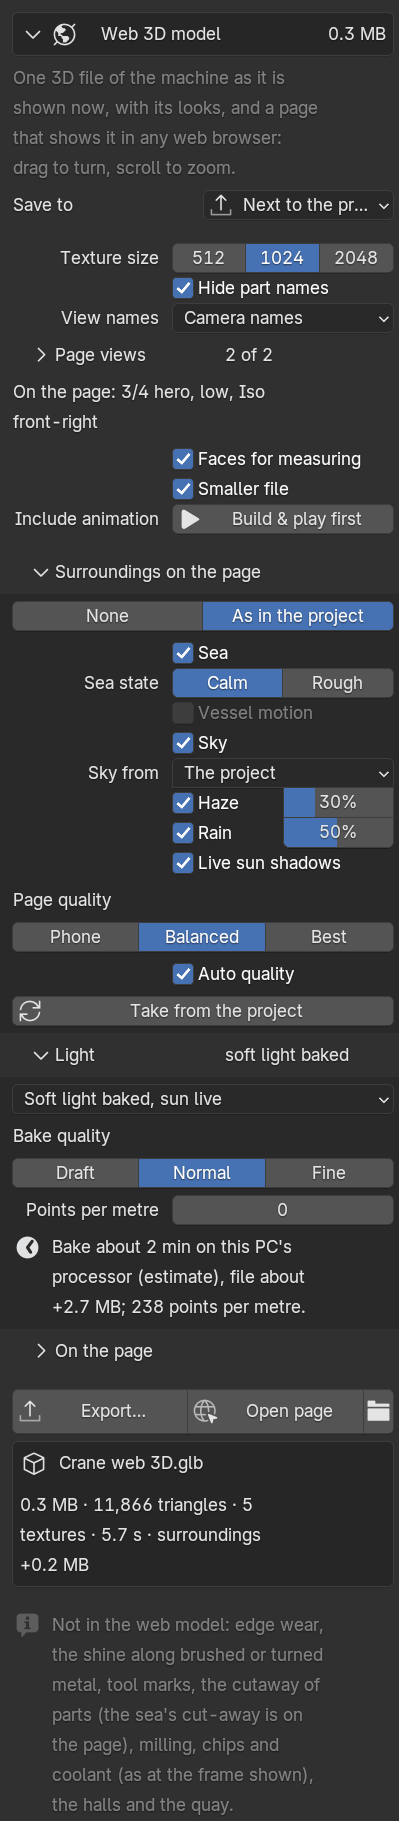 Web 3D model 0.3 MB
One 3D file of the machine as it is
shown now, with its looks, and a page
that shows it in any web browser:
drag to turn, scroll to zoom.
Save to Next to the pr...
Texture size 512 1024 2048
Hide part names
View names Camera names
Page views 2 of 2
On the page: 3/4 hero, low, Iso
front-right
Faces for measuring
Smaller file
Include animation Build & play first
Surroundings on the page
None As in the project
Sea
Sea state Calm Rough
Vessel motion
Sky
Sky from The project
Haze 30%
Rain 50%
Live sun shadows
Page quality
Phone Balanced Best
Auto quality
Take from the project
Light soft light baked
Soft light baked, sun live
Bake quality
Draft Normal Fine
Points per metre 0
Bake about 2 min on this PC's
processor (estimate), file about
+2.7 MB; 238 points per metre.
On the page
Export... Open page
Crane web 3D.glb
0.3 MB · 11,866 triangles · 5
textures · 5.7 s · surroundings
+0.2 MB
Not in the web model: edge wear,
the shine along brushed or turned
metal, tool marks, the cutaway of
parts (the sea's cut-away is on
the page), milling, chips and
coolant (as at the frame shown),
the halls and the quay.